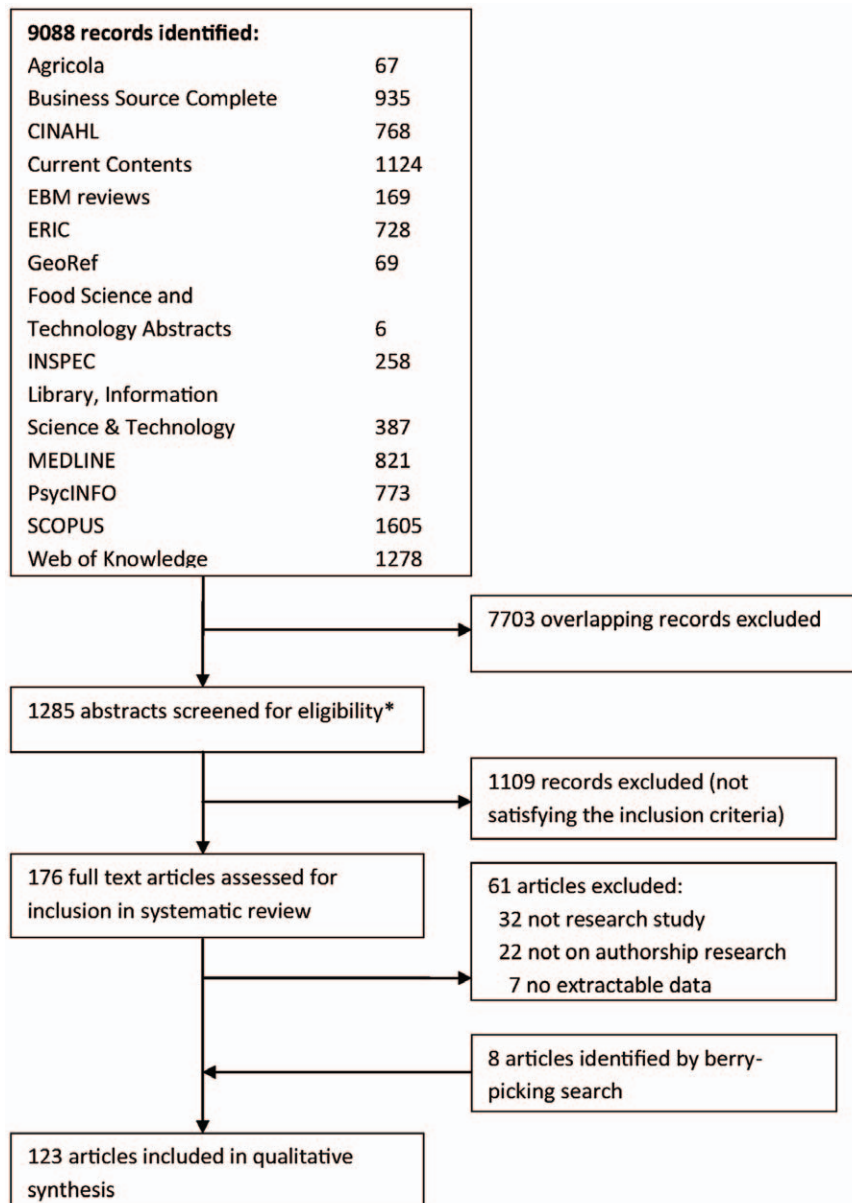 9088 records identified:
Agricola 67
Business Source Complete 935
CINAHL 768
Current Contents 1124
EBM reviews 169
ERIC 728
GeoRef 69
Food Science and
Technology Abstracts 6
INSPEC 258
Library, Information
Science & Technology 387
MEDLINE 821
PsycINFO 773
SCOPUS 1605
Web of Knowledge 1278
7703 overlapping records excluded
1285 abstracts screened for eligibility*
1109 records excluded (not
satisfying the inclusion criteria)
176 full text articles assessed for
inclusion in systematic review
61 articles excluded:
32 not research study
22 not on authorship research
7 no extractable data
8 articles identified by berry-
picking search
123 articles included in qualitative
synthesis